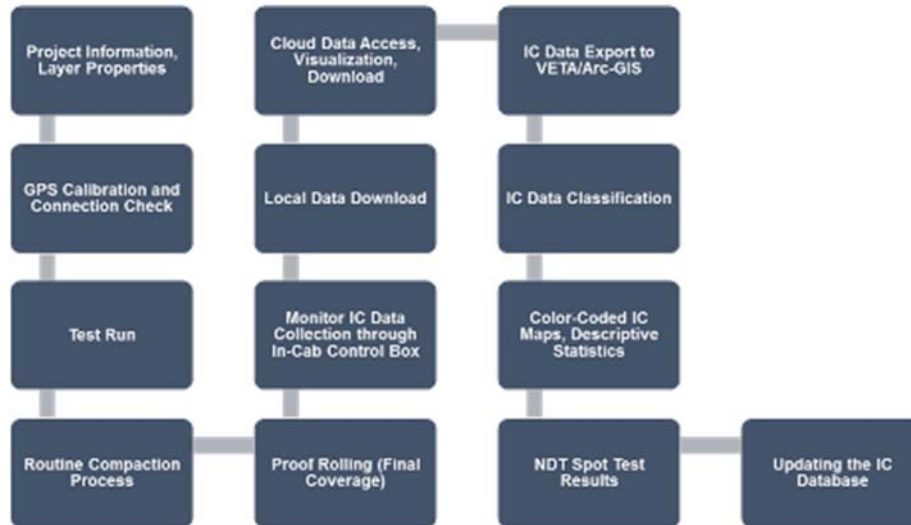 Project Information,
Layer Properties
GPS Calibration and
Connection Check
Test Run
Routine Compaction
Process
Proof Rolling (Final
Coverage)
Monitor IC Data
Collection through
In-Cab Control Box
Local Data Download
Cloud Data Access,
Visualization,
Download
IC Data Export to
VETA/Arc-GIS
IC Data Classification
Color-Coded IC
Maps, Descriptive
Statistics
NDT Spot Test
Results
Updating the IC
Database